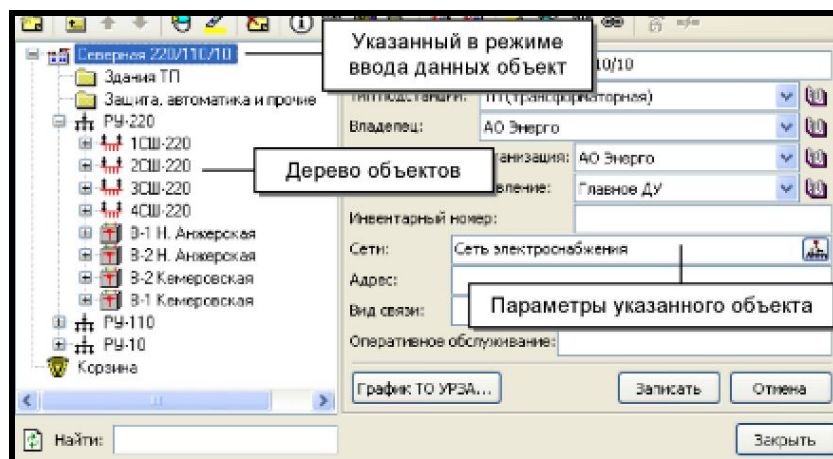 Северная 220/110/10
Здания ТП
Защита, автоматика и прочие
РУ-220
1СШ-220
2СШ-220
3СШ-220
4СШ-220
В-1 Н. Анжерская
В-2 Н. Анжерская
В-2 Кемеровская
В-1 Кемеровская
РУ-110
РУ-10
Корзина
Найти:
Указанный в режиме
ввода данных объект
Дерево объектов
10/10
ПТ(трансформаторная)
Владелец: АО Энерго
АО Энерго
Главное ДУ
Инвентарный номер:
Сети: Сеть электроснабжения
Адрес:
Параметры указанного объекта
Вид связи:
Оперативное обслуживание:
График ТО УРЗА... Записать Отмена
Закрыть